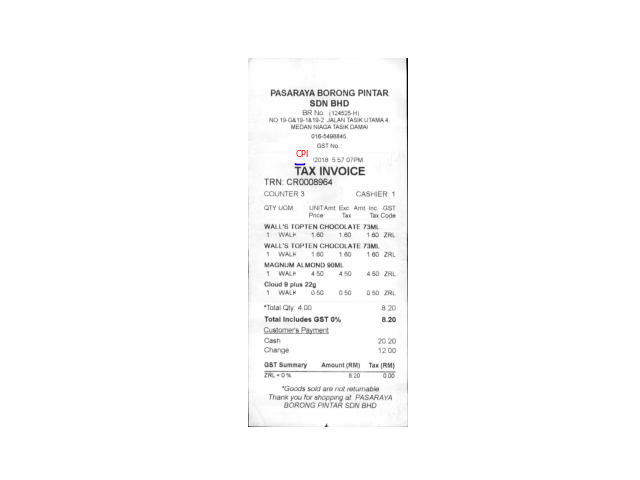 PASARAYA BORONG PINTAR
SDN BHD
BR No. (124525-H)
NO 19-G&19-1&19-2 JALAN TASIK UTAMA 4,
MEDAN NIAGA TASIK DAMAI
016-5498845,
GST No.
CPI
/2018 5:57:07PM
TAX INVOICE
TRN: CR0008964
COUNTER 3 CASHIER: 1
QTY UOM UNIT Amt Exc. Amt Inc. GST
Price Tax Tax Code
WALL'S TOPTEN CHOCOLATE 73ML
1 WALK 1.60 1.60 1.60 ZRL
WALL'S TOPTEN CHOCOLATE 73ML
1 WALK 1.60 1.60 1.60 ZRL
MAGNUM ALMOND 90ML
1 WALK 4.50 4.50 4.50 ZRL
Cloud 9 plus 22g
1 WALK 0.50 0.50 0.50 ZRL
*Total Qty: 4.00 8.20
Total Includes GST 0% 8.20
Customer's Payment
Cash 20.20
Change 12.00
GST Summary Amount (RM) Tax (RM)
ZRL = 0 % 8.20 0.00
*Goods sold are not returnable
Thank you for shopping at PASARAYA
BORONG PINTAR SDN BHD